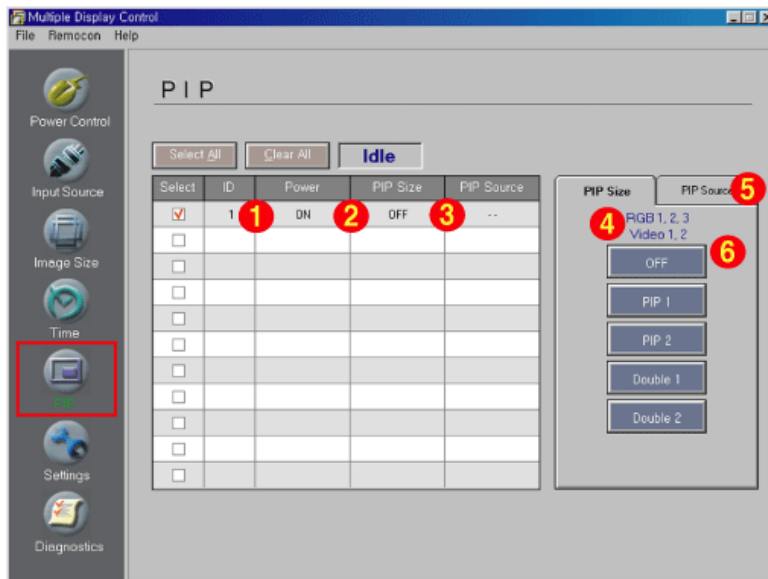 Multiple Display Control
File Remocon Help
PIP
Power Control
Input Source
Image Size
Time
PIP
Settings
Diagnostics
Select All Clear All Idle
Select ID Power PIP Size PIP Source
1 1 ON 2 OFF 3 --
PIP Size PIP Source 5
4 RGB 1, 2, 3
Video 1, 2
6
OFF
PIP 1
PIP 2
Double 1
Double 2